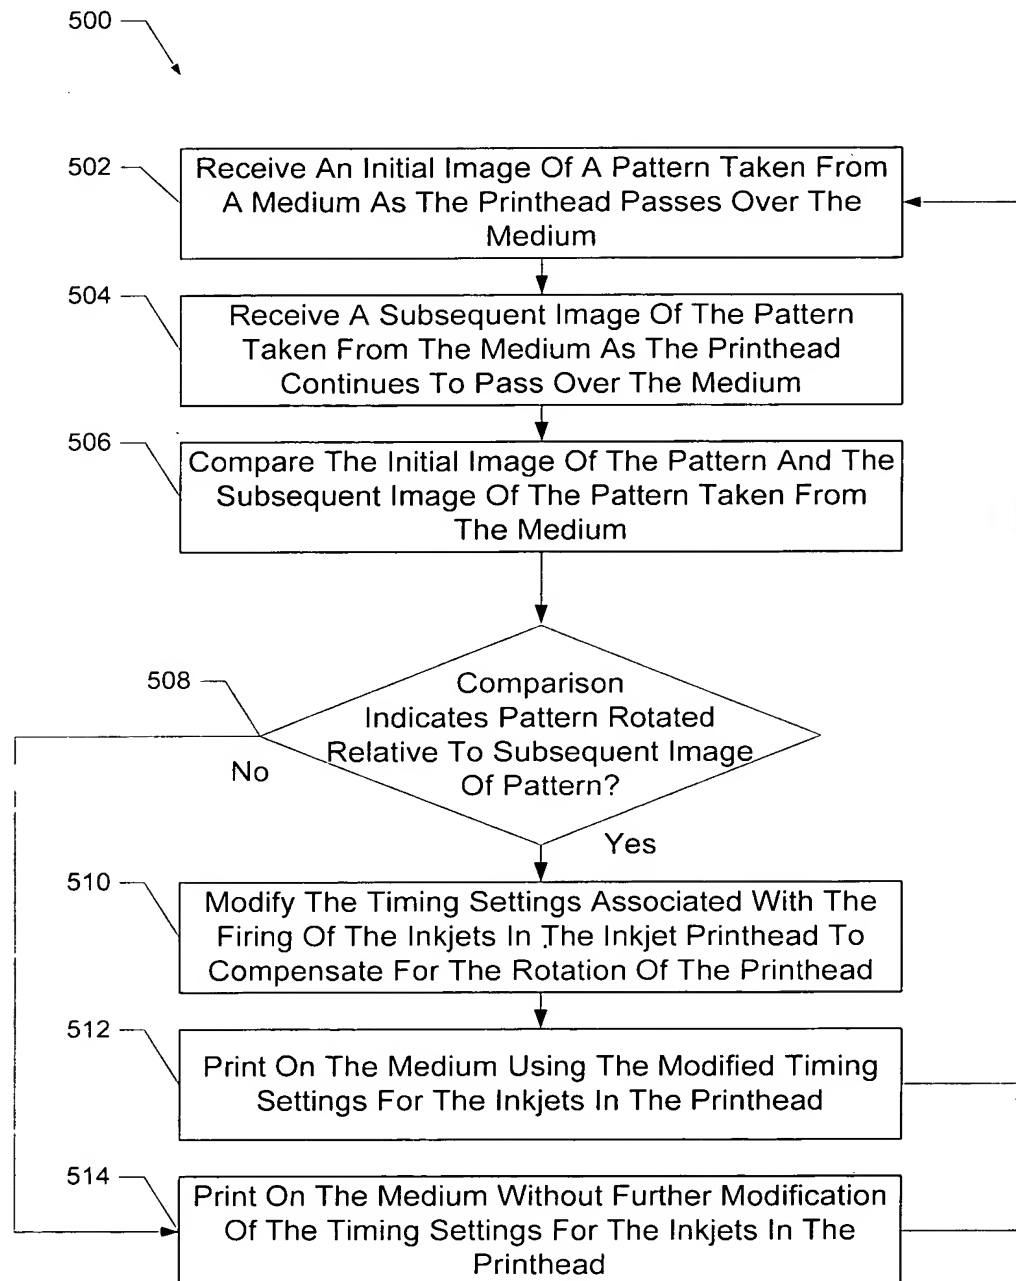 500
502
Receive An Initial Image Of A Pattern Taken From
A Medium As The Printhead Passes Over The
Medium
504
Receive A Subsequent Image Of The Pattern
Taken From The Medium As The Printhead
Continues To Pass Over The Medium
506
Compare The Initial Image Of The Pattern And The
Subsequent Image Of The Pattern Taken From
The Medium
508
Comparison
Indicates Pattern Rotated
Relative To Subsequent Image
Of Pattern?
No
Yes
510
Modify The Timing Settings Associated With The
Firing Of The Inkjets In The Inkjet Printhead To
Compensate For The Rotation Of The Printhead
512
Print On The Medium Using The Modified Timing
Settings For The Inkjets In The Printhead
514
Print On The Medium Without Further Modification
Of The Timing Settings For The Inkjets In The
Printhead